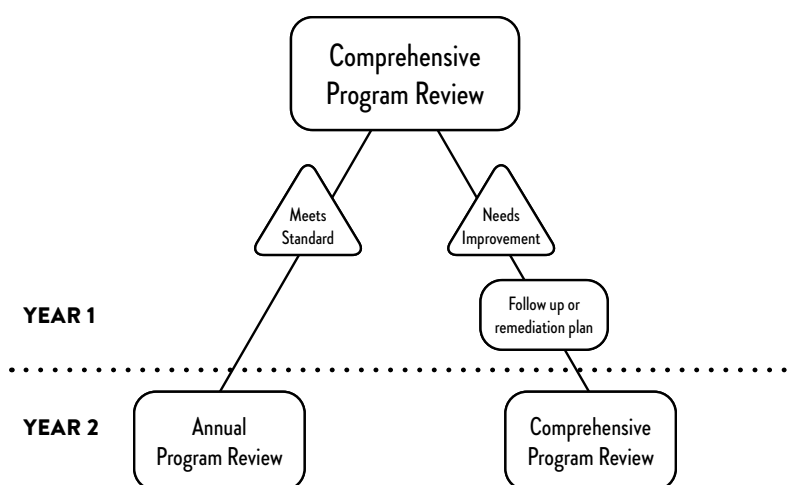 Comprehensive
Program Review
Meets
Standard
Needs
Improvement
YEAR 1
Follow up or
remediation plan
YEAR 2
Annual
Program Review
Comprehensive
Program Review